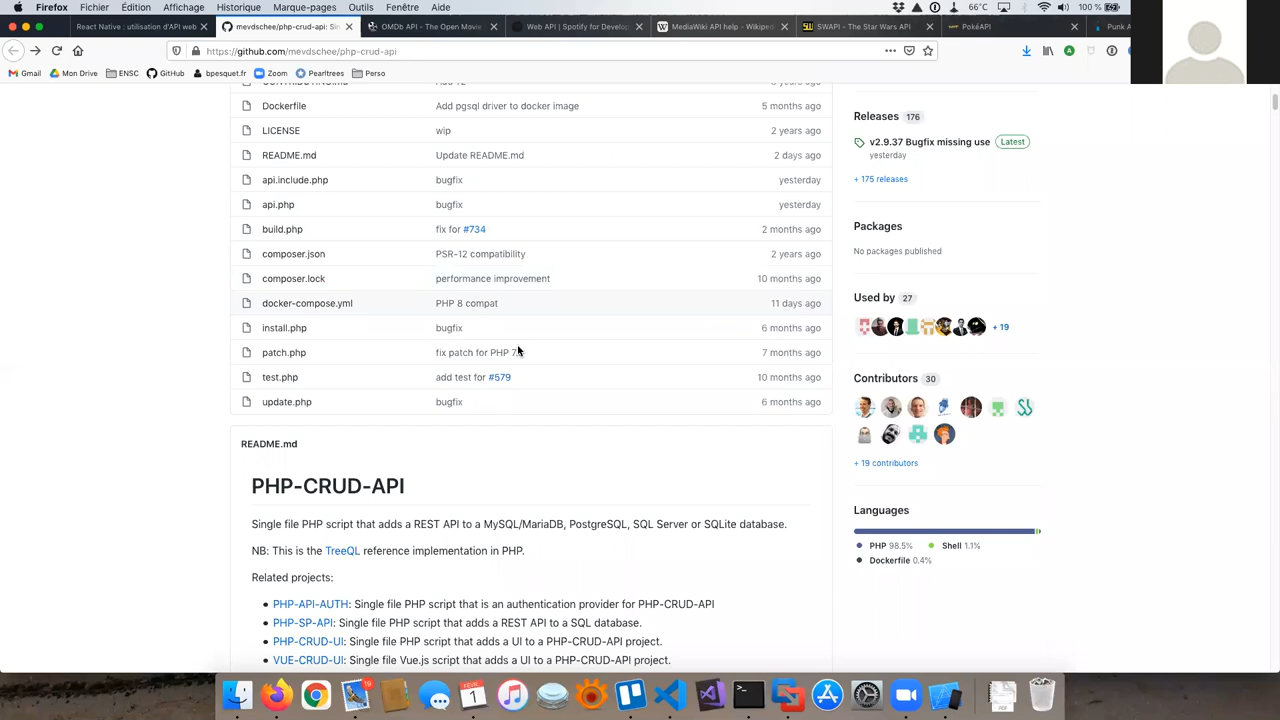 Firefox Fichier Édition Affichage Historique Marque-pages Outils Fenêtre Aide 66°C 100 %
React Native : utilisation d'API web mevdschee/php-crud-api: Si OMDb API - The Open Movie Web API | Spotify for Develop MediaWiki API help - Wikiped SWAPI - The Star Wars API PokéAPI Punk A
https://github.com/mevdschee/php-crud-api
Gmail Mon Drive ENSC GitHub bpesquet.fr Zoom Pearltrees Perso
Dockerfile Add pgsql driver to docker image 5 months ago
LICENSE wip 2 years ago
README.md Update README.md 2 days ago
api.include.php bugfix yesterday
api.php bugfix yesterday
build.php fix for #734 2 months ago
composer.json PSR-12 compatibility 2 years ago
composer.lock performance improvement 10 months ago
docker-compose.yml PHP 8 compat 11 days ago
install.php bugfix 6 months ago
patch.php fix patch for PHP 7 7 months ago
test.php add test for #579 10 months ago
update.php bugfix 6 months ago
README.md
PHP-CRUD-API
Single file PHP script that adds a REST API to a MySQL/MariaDB, PostgreSQL, SQL Server or SQLite database.
NB: This is the TreeQL reference implementation in PHP.
Related projects:
• PHP-API-AUTH: Single file PHP script that is an authentication provider for PHP-CRUD-API
• PHP-SP-API: Single file PHP script that adds a REST API to a SQL database.
• PHP-CRUD-UI: Single file PHP script that adds a UI to a PHP-CRUD-API project.
• VUE-CRUD-UI: Single file Vue.js script that adds a UI to a PHP-CRUD-API project.
Releases 176
v2.9.37 Bugfix missing use Latest
yesterday
+ 175 releases
Packages
No packages published
Used by 27
+ 19
Contributors 30
+ 19 contributors
Languages
PHP 98.5% Shell 1.1%
Dockerfile 0.4%
19
1